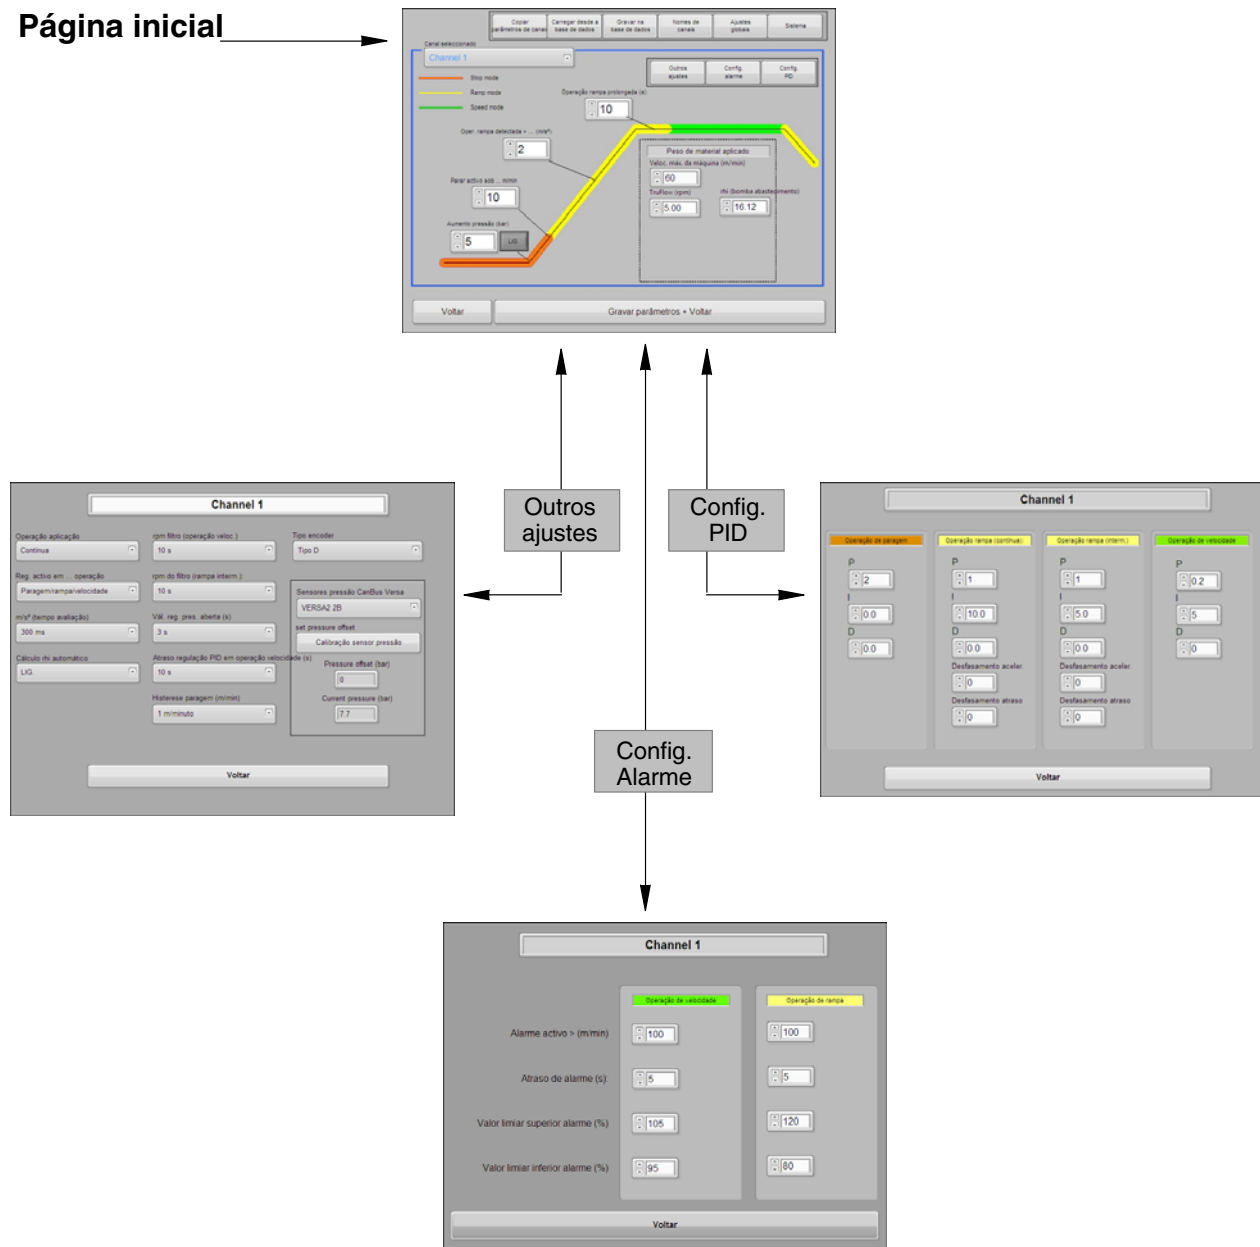 Página inicial
Copiar
parâmetros de canal
Carregar desde a
base de dados
Gravar na
base de dados
Nomes de
canais
Ajustes
globais
Sistema
Canal seleccionado
Channel 1
Outros
ajustes
Config.
alarme
Config.
PID
Stop mode
Ramp mode
Speed mode
Operação rampa prolongada (s)
10
Oper. rampa detectada > ... (m/s²)
2
Parar activo sob ... m/min
10
Aumento pressão (bar)
5
LIG.
Peso de material aplicado
Veloc. máx. da máquina (m/min)
60
TruFlow (rpm)
5.00
rhi (bomba abastecimento)
16.12
Voltar
Gravar parâmetros + Voltar
Outros
ajustes
Config.
PID
Config.
Alarme
Channel 1
Operação aplicação
Contínua
Reg. activo em ... operação
Paragem/rampa/velocidade
m/s² (tempo avaliação)
300 ms
Cálculo rhi automático
LIG.
rpm filtro (operação veloc.)
10 s
rpm do filtro (rampa interm.)
10 s
Vál. reg. pres. aberta (s)
3 s
Atraso regulação PID em operação velocidade (s)
10 s
Histerese paragem (m/min)
1 m/minuto
Tipo encoder
Tipo D
Sensores pressão CanBus Versa
VERSA2 2B
set pressure offset
Calibração sensor pressão
Pressure offset (bar)
0
Current pressure (bar)
7.7
Voltar
Channel 1
Operação de paragem
P
2
I
0.0
D
0.0
Operação rampa (contínua)
P
1
I
10.0
D
0.0
Desfasamento aceler.
0
Desfasamento atraso
0
Operação rampa (interm.)
P
1
I
5.0
D
0.0
Desfasamento aceler.
0
Desfasamento atraso
0
Operação de velocidade
P
0.2
I
5
D
0
Voltar
Channel 1
Operação de velocidade
Operação de rampa
Alarme activo > (m/min)
100
100
Atraso de alarme (s):
5
5
Valor limiar superior alarme (%)
105
120
Valor limiar inferior alarme (%)
95
80
Voltar